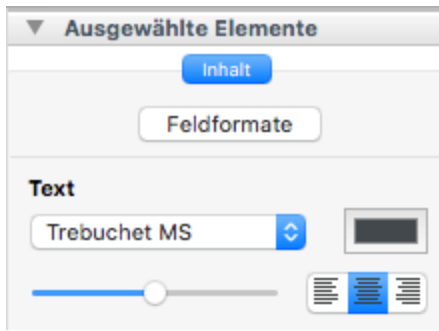 Ausgewählte Elemente
Inhalt
Feldformate
Text
Trebuchet MS